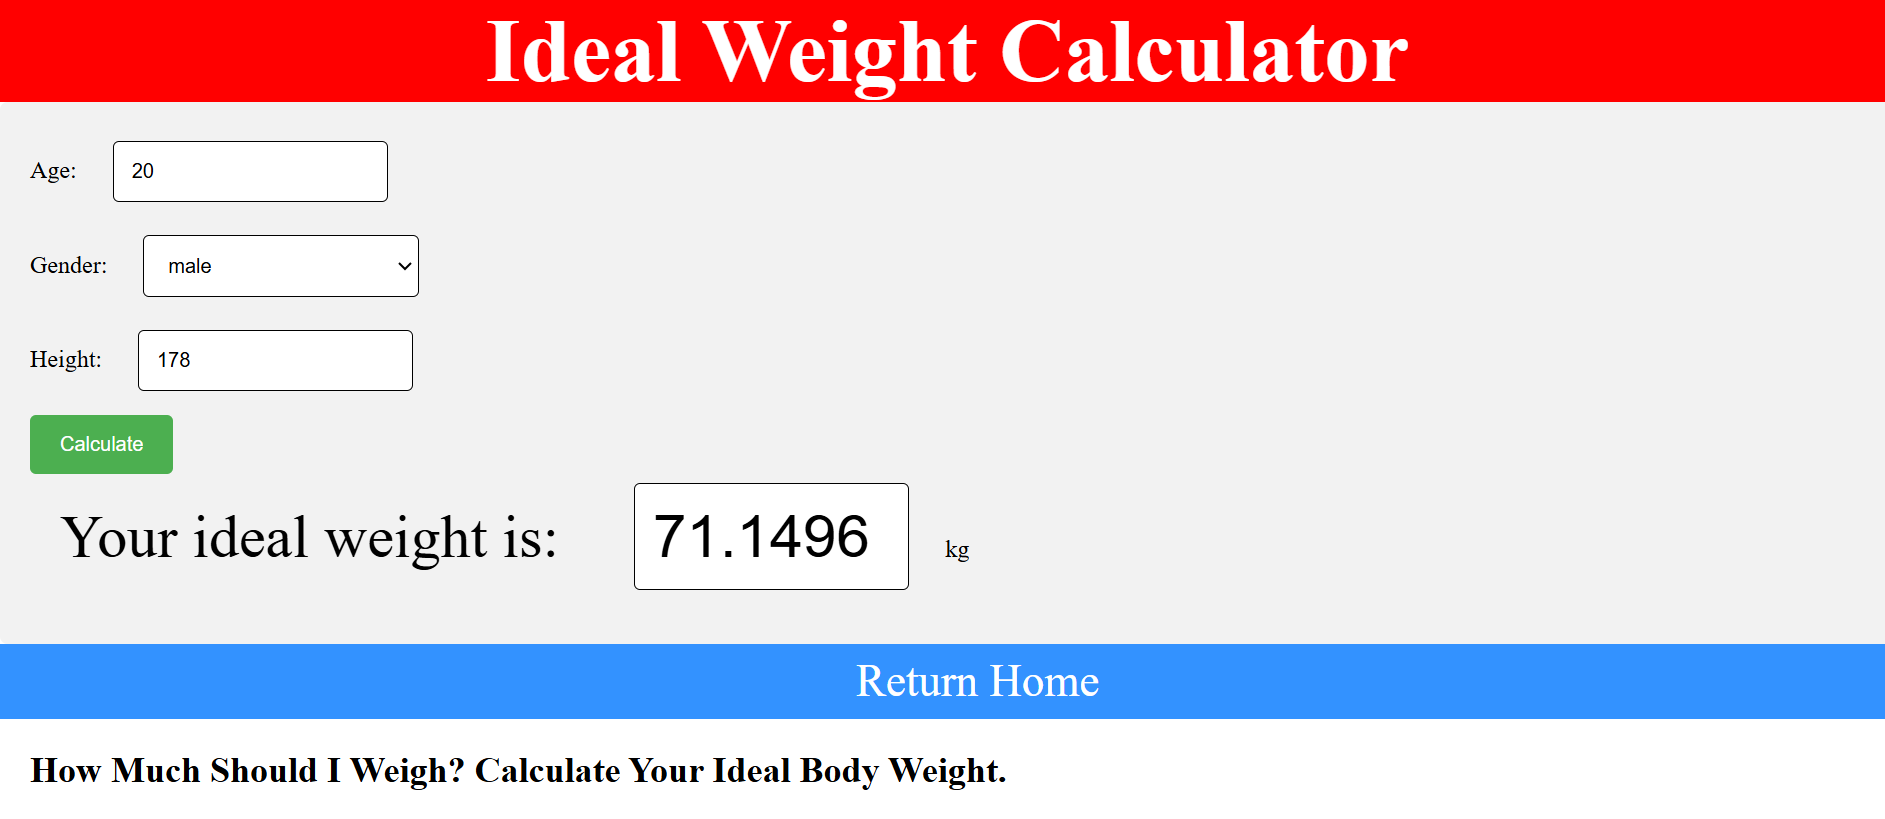 Ideal Weight Calculator
Age: 20
Gender: male
Height: 178
Calculate
Your ideal weight is: 71.1496 kg
Return Home
How Much Should I Weigh? Calculate Your Ideal Body Weight.